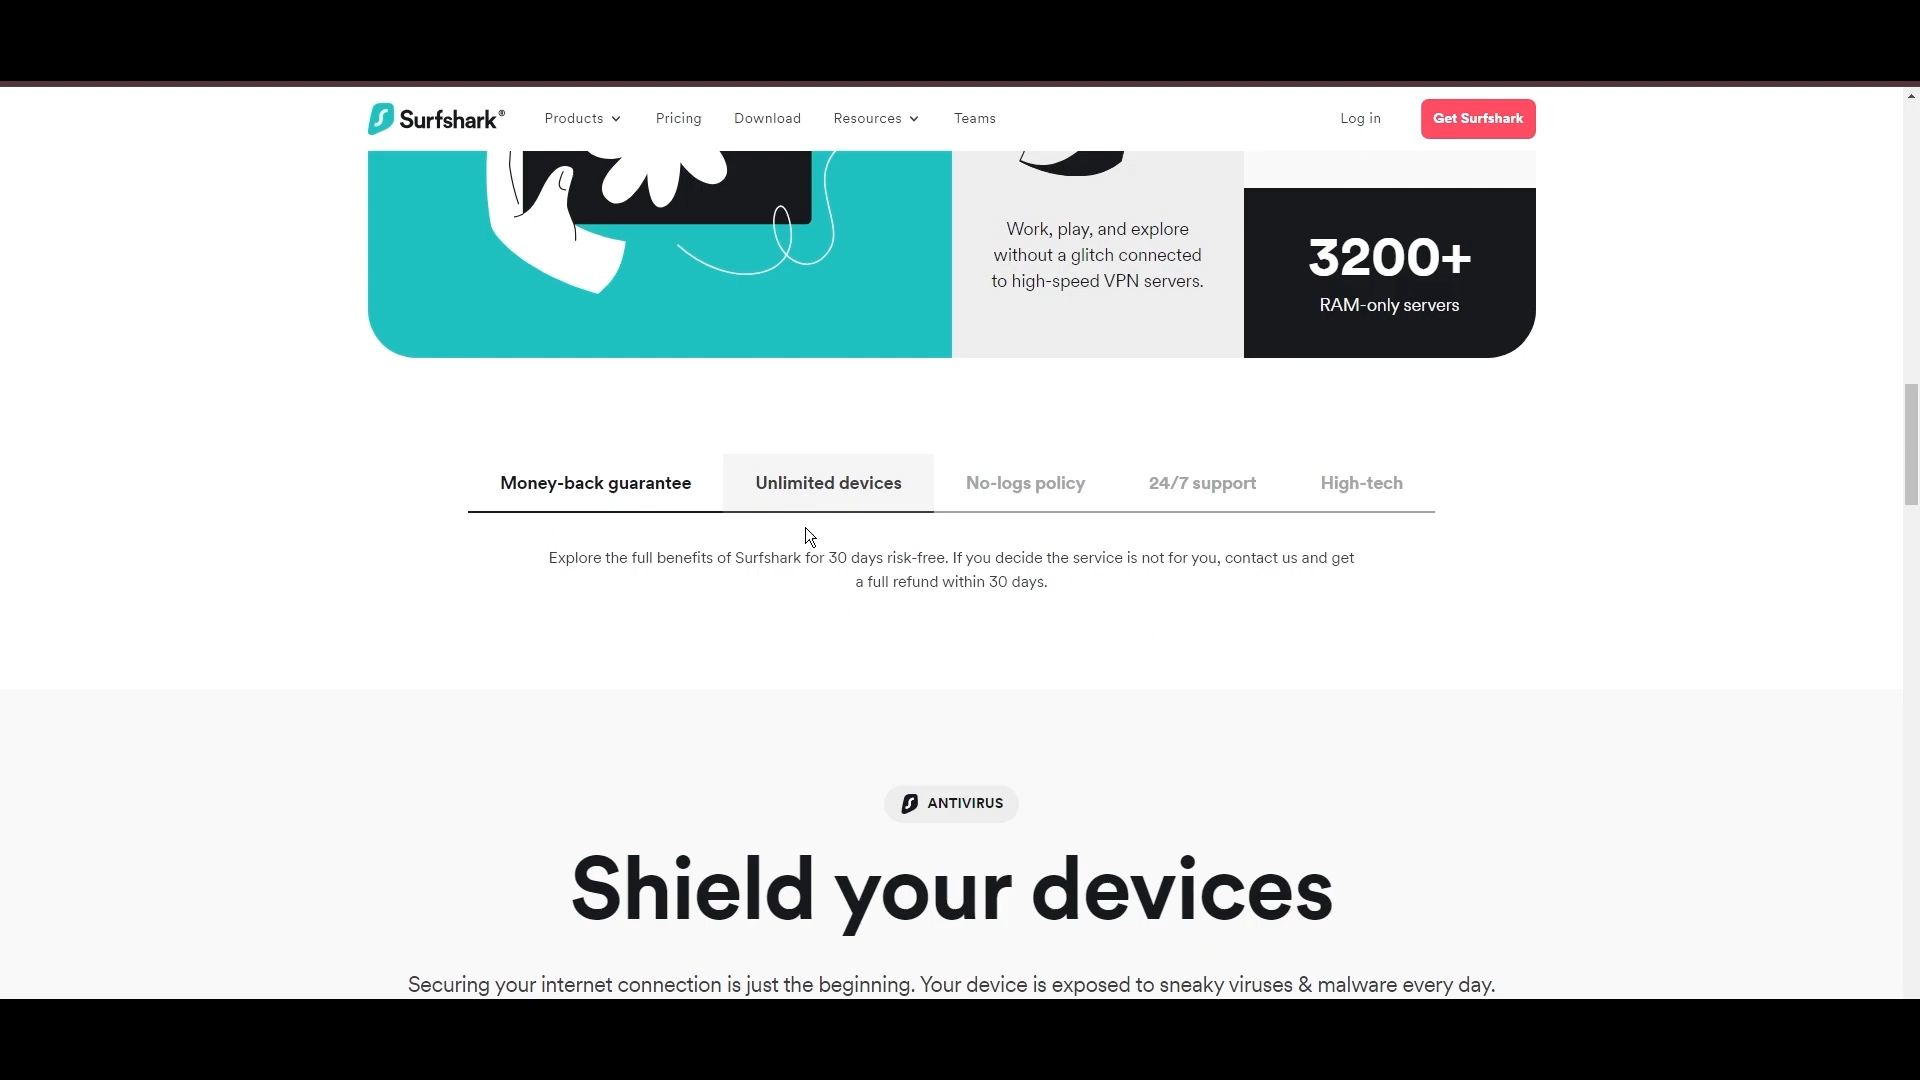 Surfshark®
Products
Pricing
Download
Resources
Teams
Log in
Get Surfshark
Work, play, and explore
without a glitch connected
to high-speed VPN servers.
3200+
RAM-only servers
Money-back guarantee
Unlimited devices
No-logs policy
24/7 support
High-tech
Explore the full benefits of Surfshark for 30 days risk-free. If you decide the service is not for you, contact us and get
a full refund within 30 days.
ANTIVIRUS
Shield your devices
Securing your internet connection is just the beginning. Your device is exposed to sneaky viruses & malware every day.